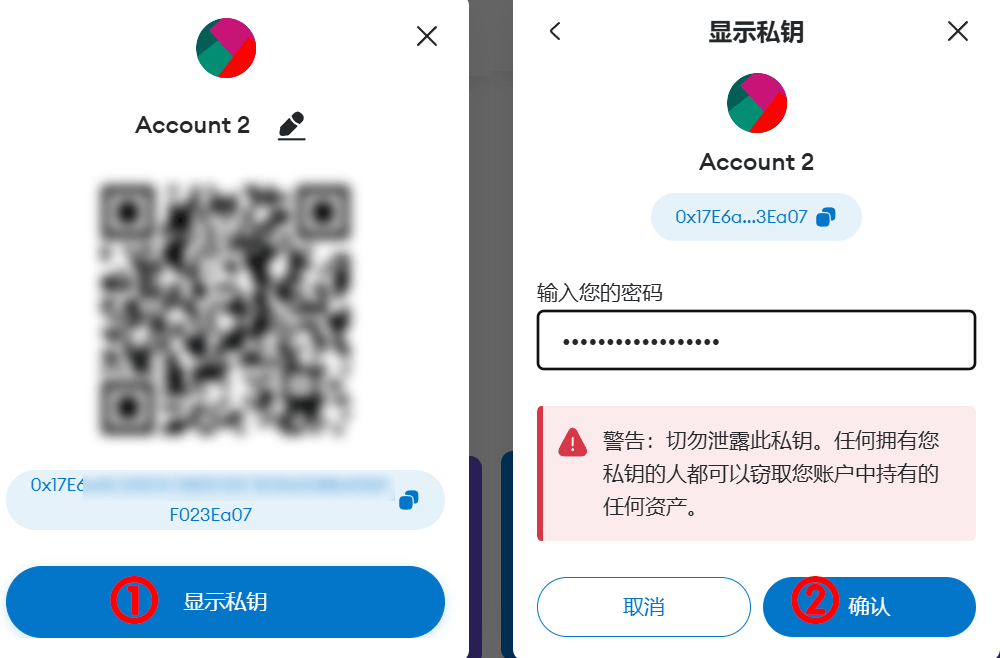 Account 2
0x17E6
F023Ea07
① 显示私钥
显示私钥
Account 2
0x17E6a...3Ea07
输入您的密码
••••••••••••••••••
警告：切勿泄露此私钥。任何拥有您
私钥的人都可以窃取您账户中持有的
任何资产。
取消
② 确认